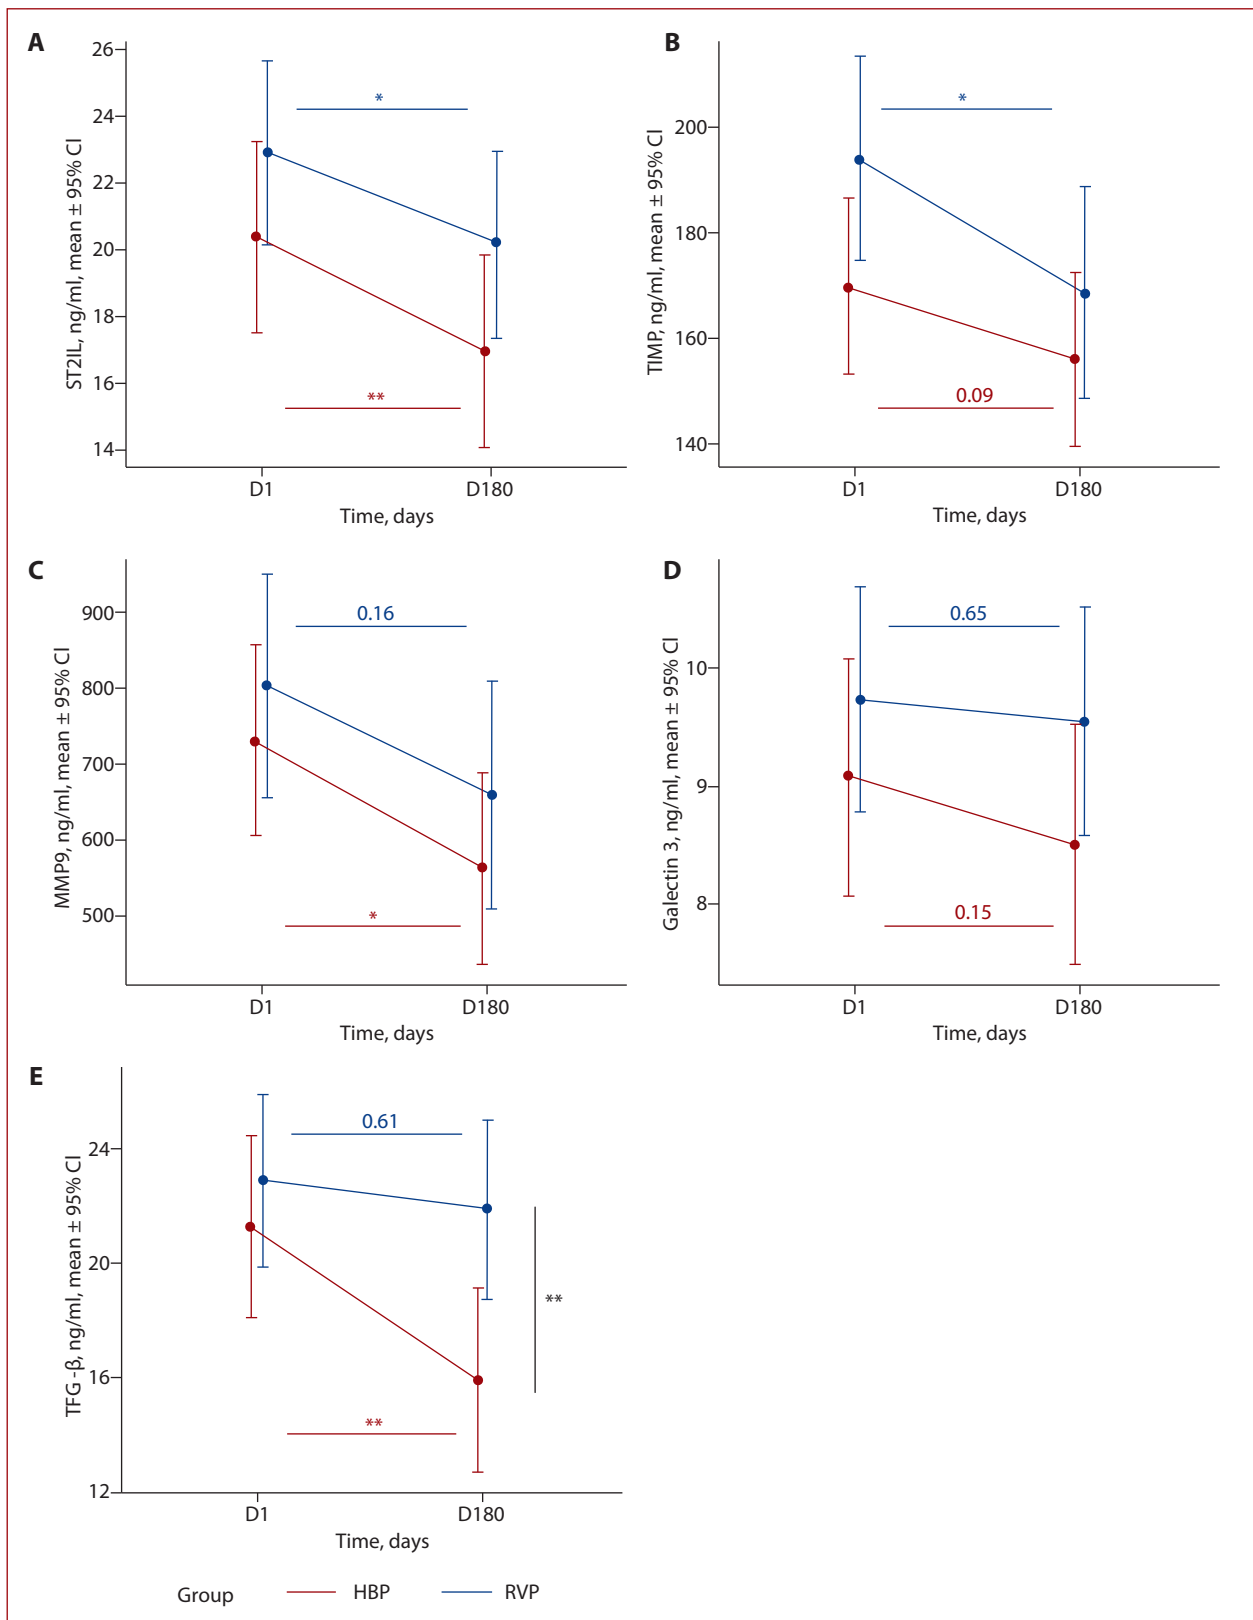 A
ST2IL, ng/ml, mean ± 95% CI
26
24
22
20
18
16
14
*
**
D1 D180
Time, days
B
TIMP, ng/ml, mean ± 95% CI
200
180
160
140
*
0.09
D1 D180
Time, days
C
MMP9, ng/ml, mean ± 95% CI
900
800
700
600
500
0.16
*
D1 D180
Time, days
D
Galectin 3, ng/ml, mean ± 95% CI
10
9
8
0.65
0.15
D1 D180
Time, days
E
TFG -β, ng/ml, mean ± 95% CI
24
20
16
12
0.61
**
**
D1 D180
Time, days
Group HBP RVP